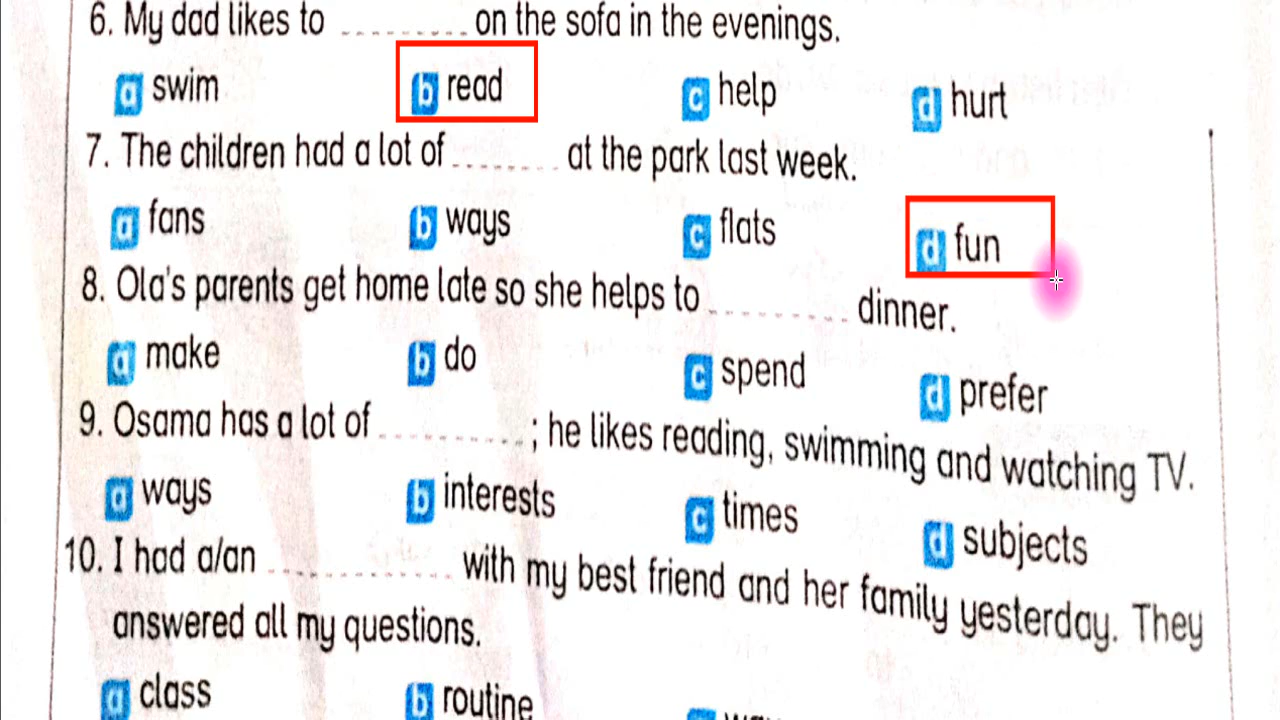 6. My dad likes to ......... on the sofa in the evenings.
a swim b read c help d hurt
7. The children had a lot of ........ at the park last week.
a fans b ways c flats d fun
8. Ola's parents get home late so she helps to .......... dinner.
a make b do c spend d prefer
9. Osama has a lot of ........... ; he likes reading, swimming and watching TV.
a ways b interests c times d subjects
10. I had a/an .............. with my best friend and her family yesterday. They
answered all my questions.
a class b routine